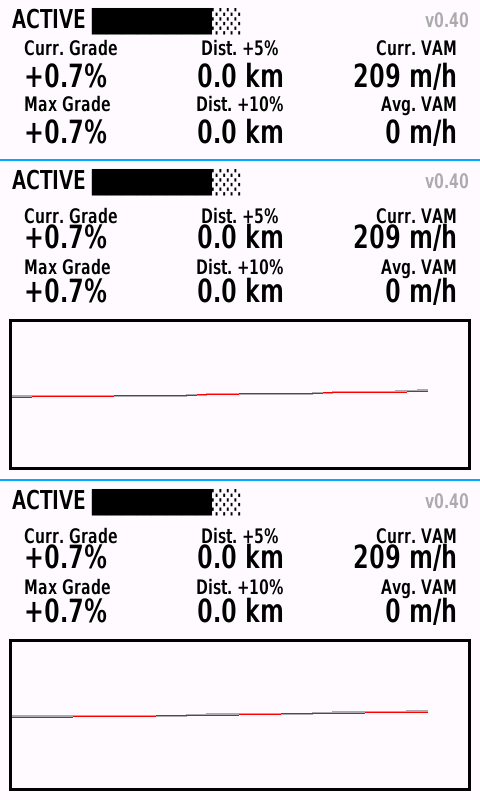 ACTIVE ████████░░ v0.40
Curr. Grade Dist. +5% Curr. VAM
+0.7% 0.0 km 209 m/h
Max Grade Dist. +10% Avg. VAM
+0.7% 0.0 km 0 m/h
ACTIVE ████████░░ v0.40
Curr. Grade Dist. +5% Curr. VAM
+0.7% 0.0 km 209 m/h
Max Grade Dist. +10% Avg. VAM
+0.7% 0.0 km 0 m/h
ACTIVE ████████░░ v0.40
Curr. Grade Dist. +5% Curr. VAM
+0.7% 0.0 km 209 m/h
Max Grade Dist. +10% Avg. VAM
+0.7% 0.0 km 0 m/h